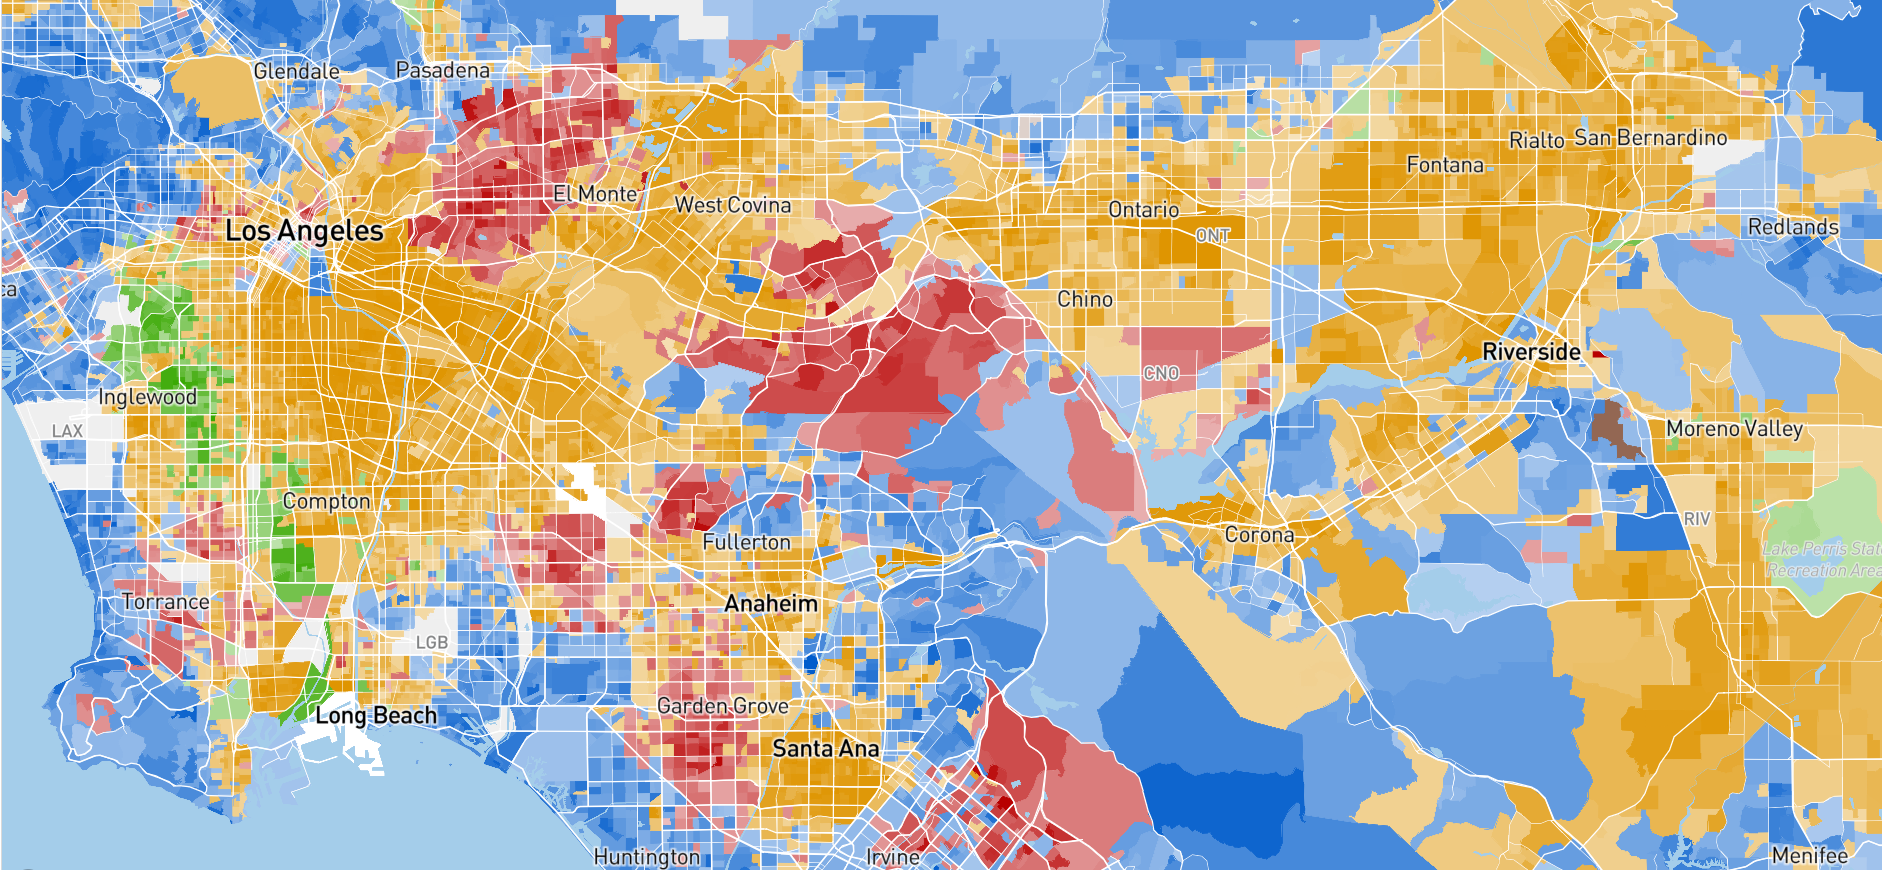 Glendale
Pasadena
Rialto
San Bernardino
Fontana
El Monte
West Covina
Ontario
Los Angeles
ONT
Redlands
ca
Chino
Riverside
CNO
Inglewood
LAX
Moreno Valley
Compton
RIV
Fullerton
Corona
Lake Perris Stat
Recreation Area
Torrance
Anaheim
LGB
Garden Grove
Long Beach
Santa Ana
Huntington
Irvine
Menifee